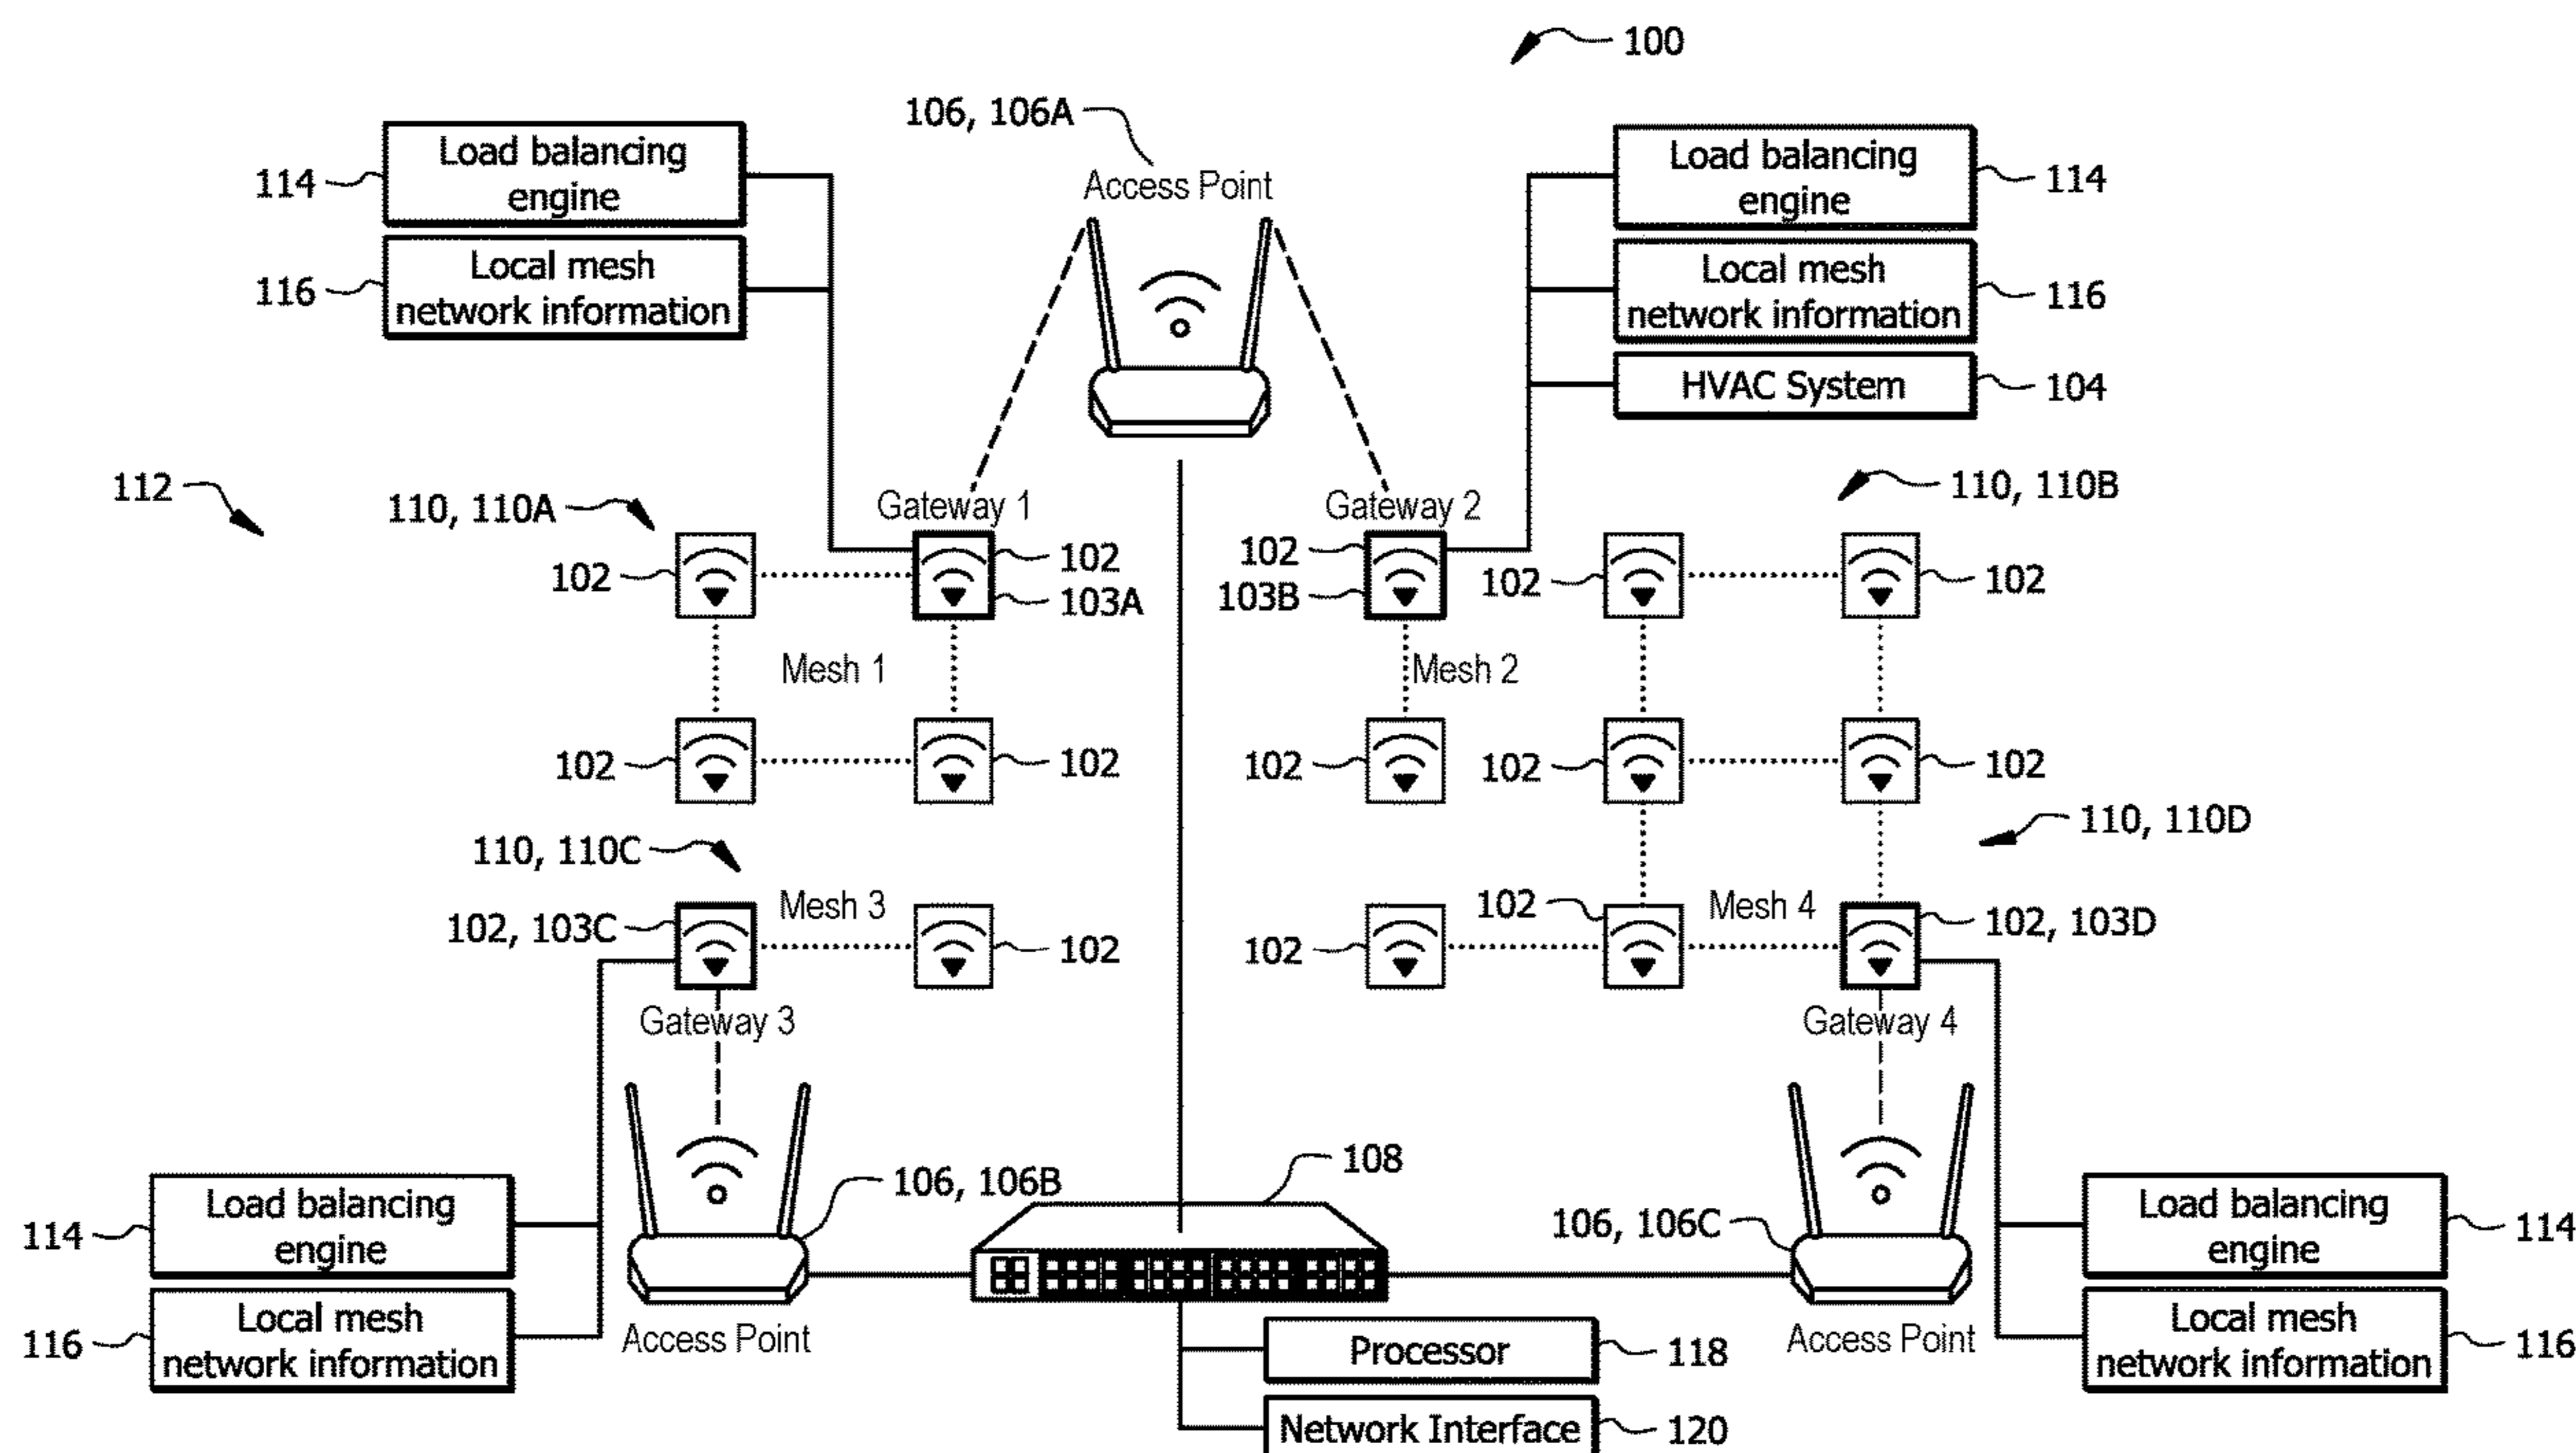 100
106, 106A
Access Point
Load balancing
engine
114
Local mesh
network information
116
Load balancing
engine
114
Local mesh
network information
116
HVAC System
104
112
110, 110A
Gateway 1
Gateway 2
110, 110B
102
102
103A
102
103B
102
102
Mesh 1
Mesh 2
102
102
102
102
102
110, 110C
110, 110D
102, 103C
Mesh 3
102
102
102
Mesh 4
102, 103D
Gateway 3
Gateway 4
108
106, 106B
106, 106C
Load balancing
engine
114
Local mesh
network information
116
Access Point
Access Point
Load balancing
engine
114
Local mesh
network information
116
Processor
118
Network Interface
120